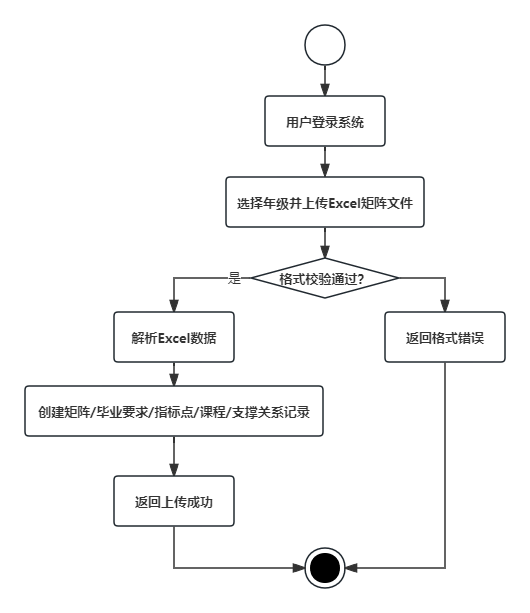 用户登录系统
选择年级并上传Excel矩阵文件
格式校验通过?
是
解析Excel数据
返回格式错误
创建矩阵/毕业要求/指标点/课程/支撑关系记录
返回上传成功